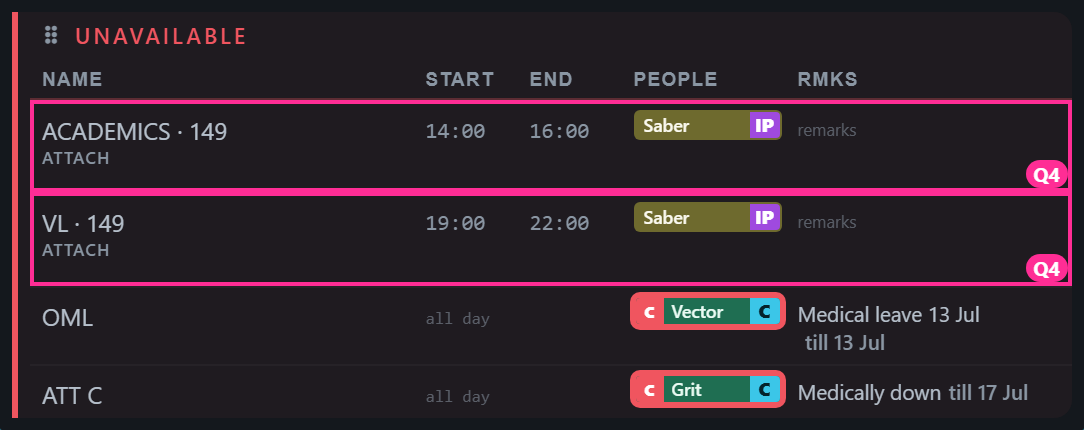 UNAVAILABLE
NAME START END PEOPLE RMKS
ACADEMICS · 149 14:00 16:00 Saber IP remarks
ATTACH
Q4
VL · 149 19:00 22:00 Saber IP remarks
ATTACH
Q4
OML all day c Vector C Medical leave 13 Jul
till 13 Jul
ATT C all day c Grit C Medically down till 17 Jul